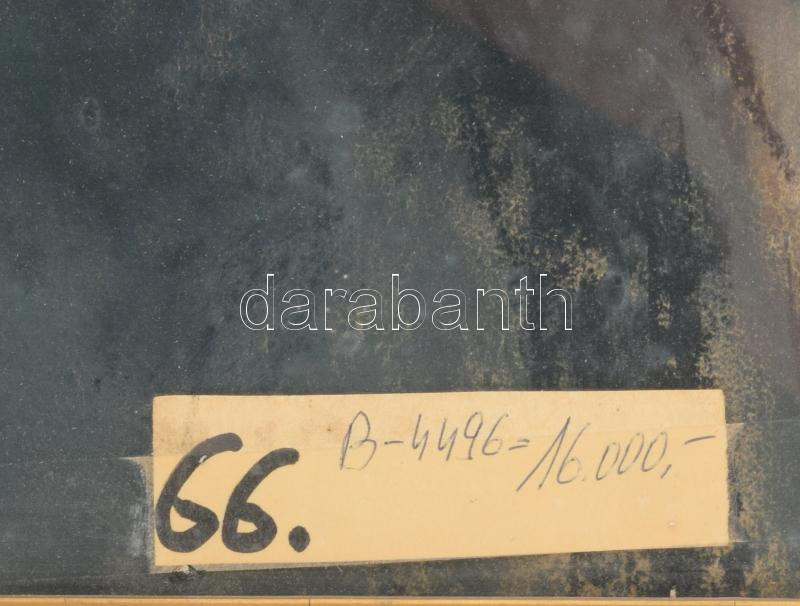 darabanth
66. B-4496= 16.000,-